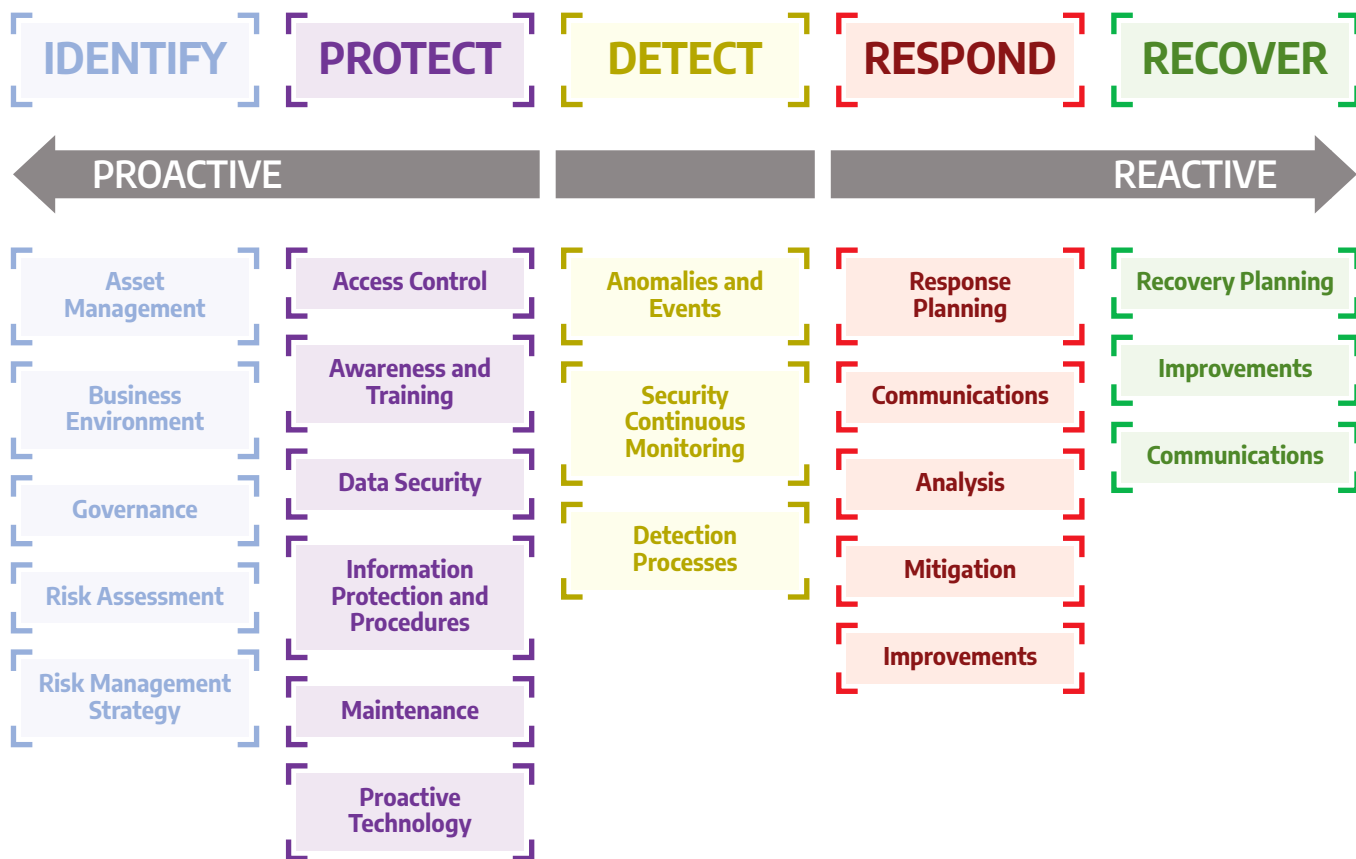 IDENTIFY
PROTECT
DETECT
RESPOND
RECOVER
PROACTIVE
REACTIVE
Asset
Management
Business
Environment
Governance
Risk Assessment
Risk Management
Strategy
Access Control
Awareness and
Training
Data Security
Information
Protection and
Procedures
Maintenance
Proactive
Technology
Anomalies and
Events
Security
Continuous
Monitoring
Detection
Processes
Response
Planning
Communications
Analysis
Mitigation
Improvements
Recovery Planning
Improvements
Communications